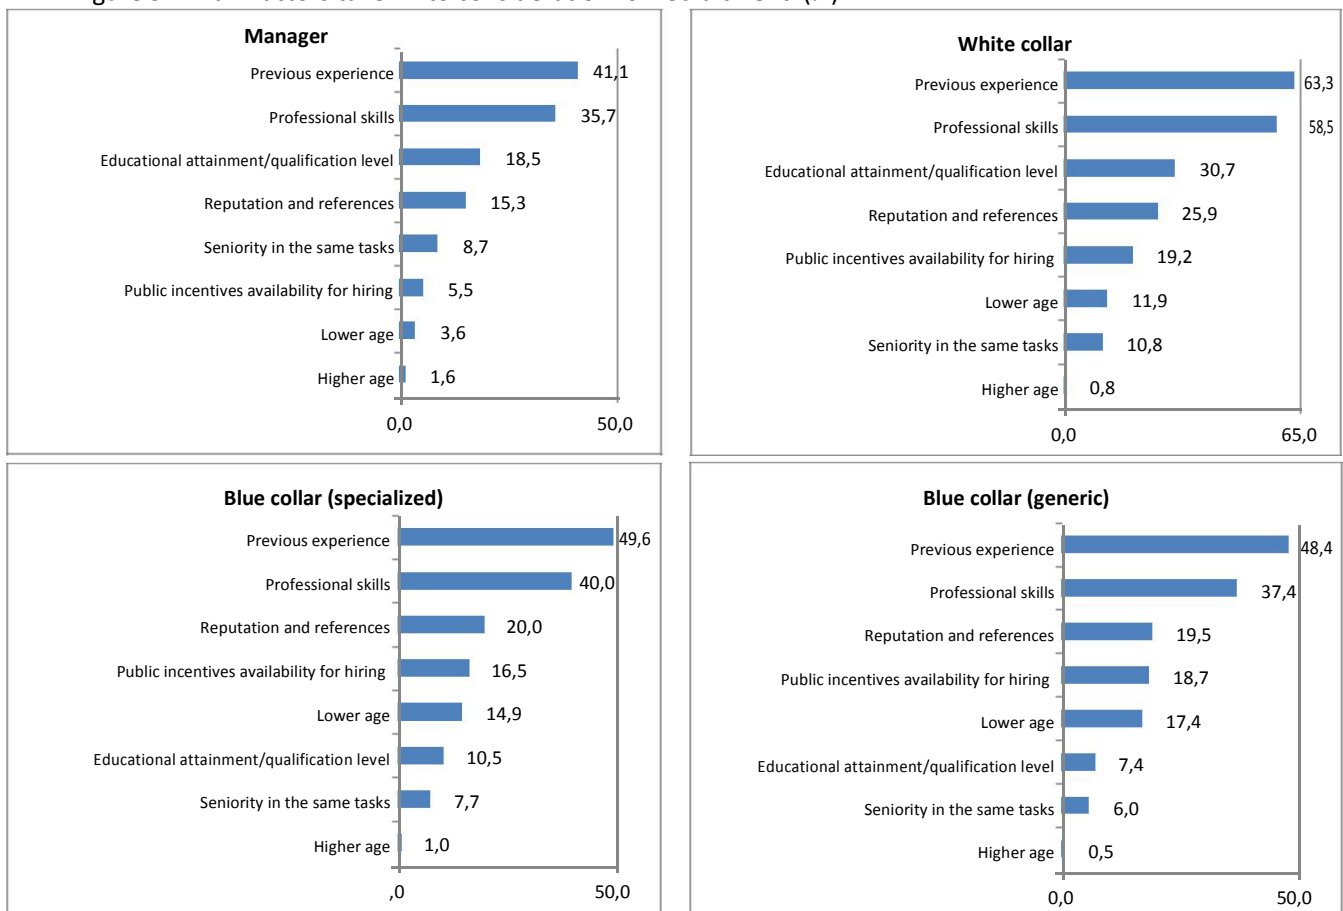 Manager
Previous experience 41,1
Professional skills 35,7
Educational attainment/qualification level 18,5
Reputation and references 15,3
Seniority in the same tasks 8,7
Public incentives availability for hiring 5,5
Lower age 3,6
Higher age 1,6
0,0 50,0
White collar
Previous experience 63,3
Professional skills 58,5
Educational attainment/qualification level 30,7
Reputation and references 25,9
Public incentives availability for hiring 19,2
Lower age 11,9
Seniority in the same tasks 10,8
Higher age 0,8
0,0 65,0
Blue collar (specialized)
Previous experience 49,6
Professional skills 40,0
Reputation and references 20,0
Public incentives availability for hiring 16,5
Lower age 14,9
Educational attainment/qualification level 10,5
Seniority in the same tasks 7,7
Higher age 1,0
,0 50,0
Blue collar (generic)
Previous experience 48,4
Professional skills 37,4
Reputation and references 19,5
Public incentives availability for hiring 18,7
Lower age 17,4
Educational attainment/qualification level 7,4
Seniority in the same tasks 6,0
Higher age 0,5
0,0 50,0